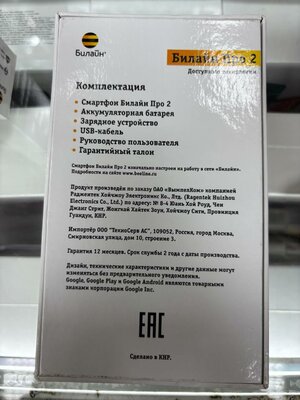 Билайн®
Билайн Про 2
Доступные смартфоны
Комплектация
• Смартфон Билайн Про 2
• Аккумуляторная батарея
• Зарядное устройство
• USB-кабель
• Руководство пользователя
• Гарантийный талон
Смартфон Билайн Про 2 изначально настроен на работу в сети «Билайн».
Подробности на сайте www.beeline.ru
Продукт произведён по заказу ОАО «ВымпелКом» компанией
Раджентек Хойчжоу Электроникс Ко., Лтд. (Ragentek Huizhou
Electronics Co., Ltd.) по адресу: № 8-4 Юань Хой Роуд, Чен
Джанг Стрит, Жонгкай Хайтек Зоун, Хойчжоу Сити, Провинция
Гуандун, КНР.
Импортёр ООО "ТехноСерв АС", 109052, Россия, город Москва,
Смирновская улица, дом 10, строение 3.
Гарантия 12 месяцев. Срок службы 2 года с даты производства.
Дизайн, технические характеристики и другие данные могут
изменяться без предварительного уведомления.
Google, Google Play и Google Android являются товарными
знаками корпорации Google Inc.
EAC
Сделано в КНР.